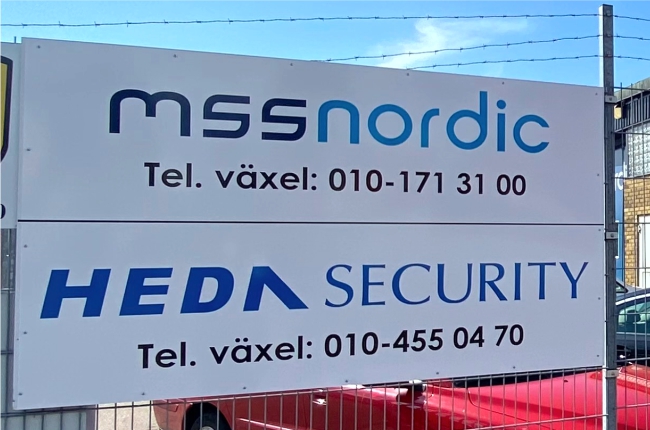 mssnordic
Tel. växel: 010-171 31 00
HEDA SECURITY
Tel. växel: 010-455 04 70